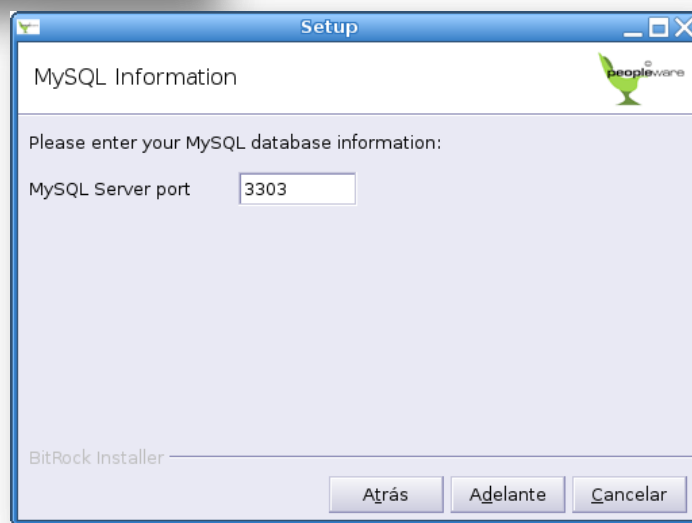 Setup
MySQL Information
peopleware
Please enter your MySQL database information:
MySQL Server port 3303
BitRock Installer
Atrás Adelante Cancelar